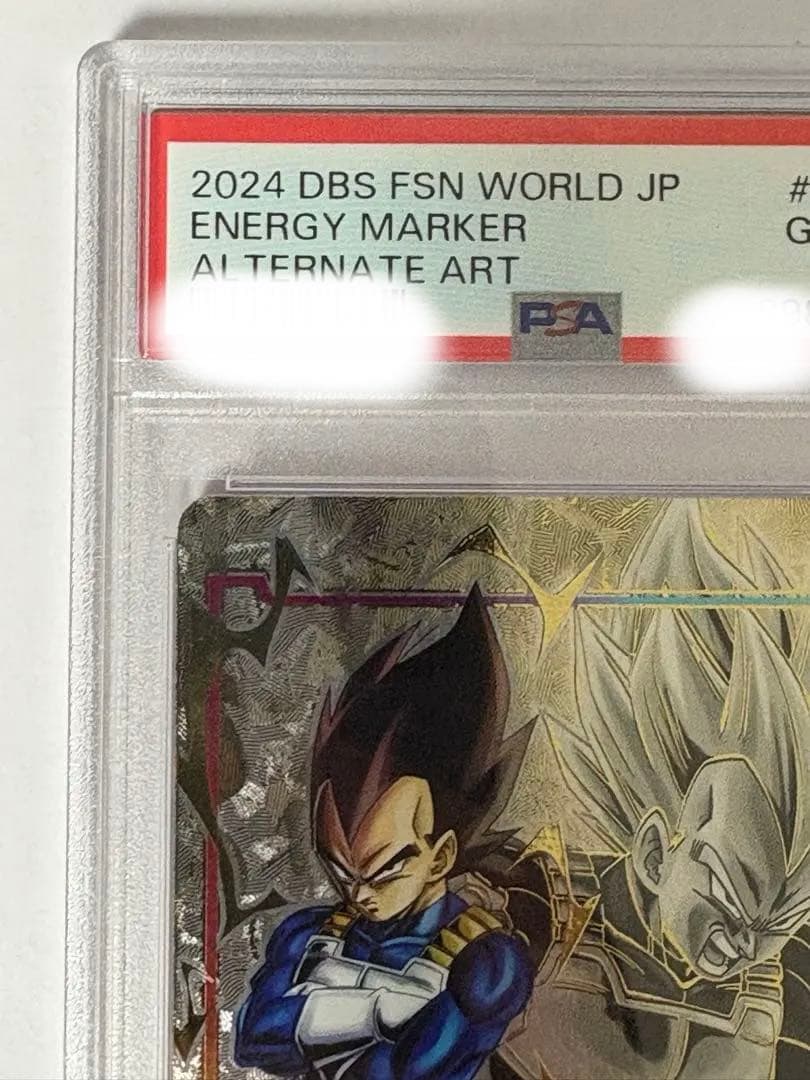 2024 DBS FSN WORLD JP #
ENERGY MARKER G
ALTERNATE ART
PSA